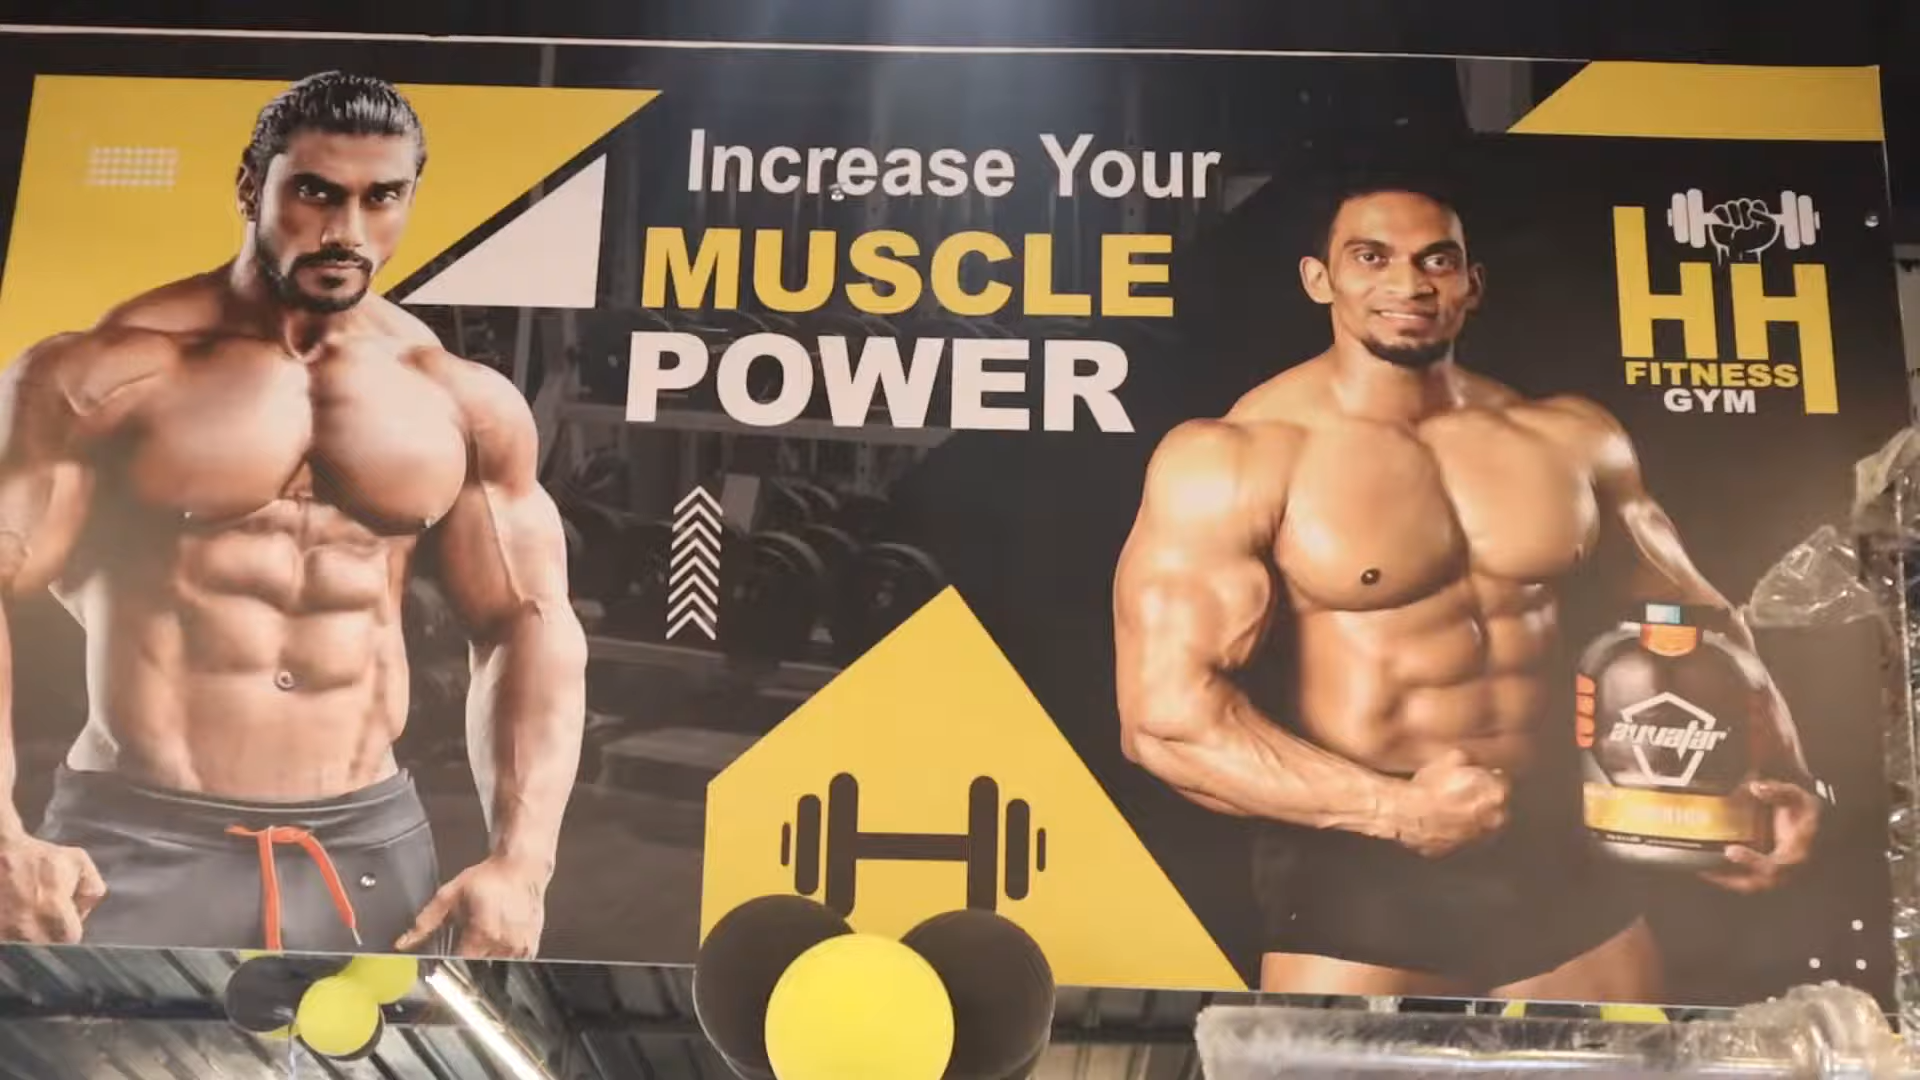 Increase Your
MUSCLE
POWER
HH
FITNESS
GYM
avvatar